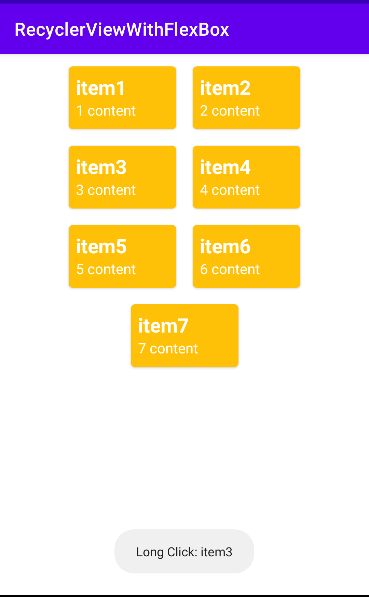 RecyclerViewWithFlexBox
item1
1 content
item2
2 content
item3
3 content
item4
4 content
item5
5 content
item6
6 content
item7
7 content
Long Click: item3